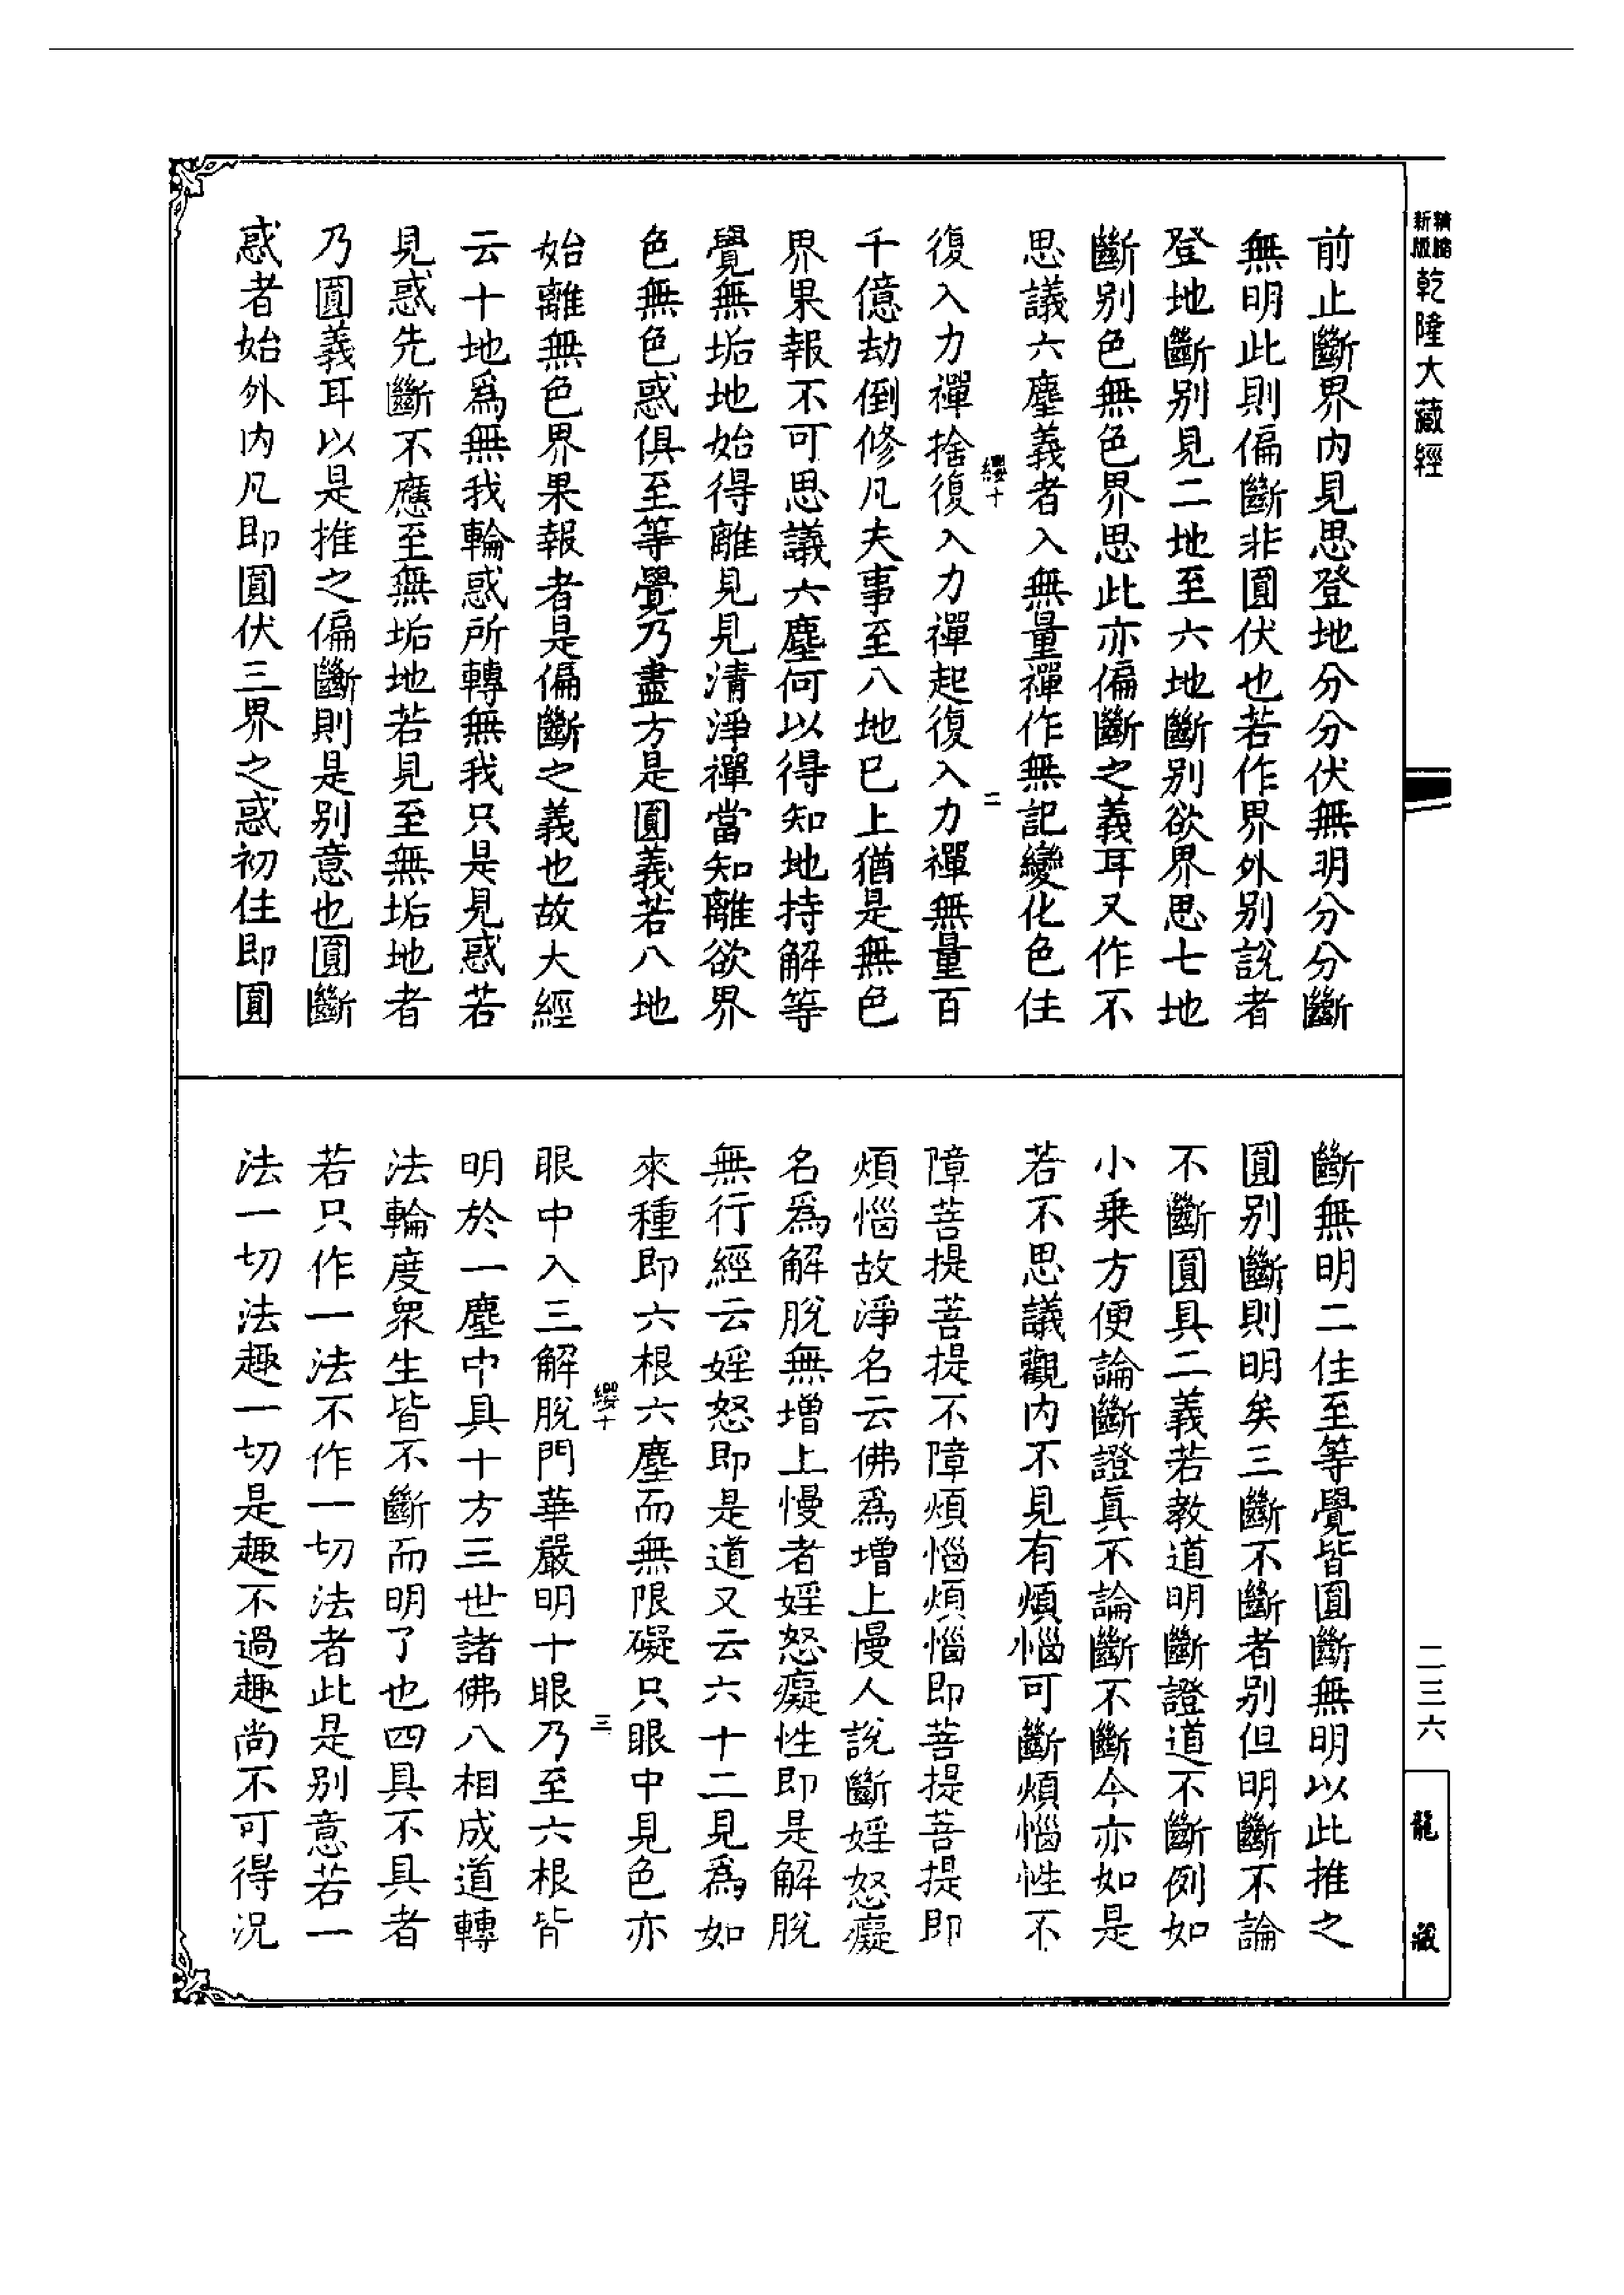 精縮
新版
乾隆大藏經
前止斷界内見思登地分分伏無明分分斷
無明此則偏斷非圓伏也若作界外别說者
登地斷别見二地至六地斷别欲界思七地
斷别色無色界思此亦偏斷之義耳又作不
思議六塵義者入無量禪作無記變化色住
纓十
二
復入力禪捨復入力禪起復入力禪無量百
千億劫倒修凡夫事至八地已上猶是無色
界果報不可思議六塵何以得知地持解等
覺無垢地始得離見見清淨禪當知離欲界
色無色惑俱至等覺乃盡方是圓義若八地
始離無色界果報者是偏斷之義也故大經
云十地爲無我輪惑所轉無我只是見惑若
見惑先斷不應至無垢地若見至無垢地者
乃圓義耳以是推之偏斷則是别意也圓斷
惑者始外内凡即圓伏三界之惑初住即圓
斷無明二住至等覺皆圓斷無明以此推之
圓别斷則明矣三斷不斷者别但明斷不論
不斷圓具二義若教道明斷證道不斷例如
小乗方便論斷證眞不論斷不斷今亦如是
若不思議觀内不見有煩惱可斷煩惱性不
障菩提菩提不障煩惱煩惱即菩提菩提即
煩惱故淨名云佛爲增上慢人說斷婬怒癡
名爲解脫無增上慢者婬怒癡性即是解脫
無行經云婬怒即是道又云六十二見爲如
來種即六根六塵而無限礙只眼中見色亦
纓十
三
眼中入三解脫門華嚴明十眼乃至六根皆
明於一塵中具十方三世諸佛八相成道轉
法輪度衆生皆不斷而明了也四具不具者
若只作一法不作一切法者此是别意若一
法一切法趣一切是趣不過趣尚不可得况
二三六
龍藏